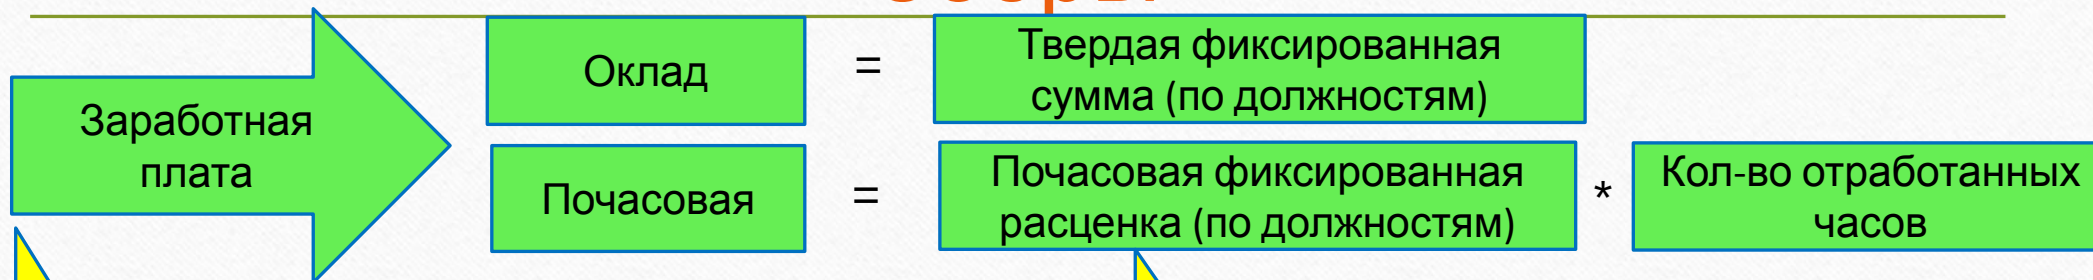 Заработная
плата
Оклад
=
Твердая фиксированная
сумма (по должностям)
Почасовая
=
Почасовая фиксированная
расценка (по должностям)
*
Кол-во отработанных
часов